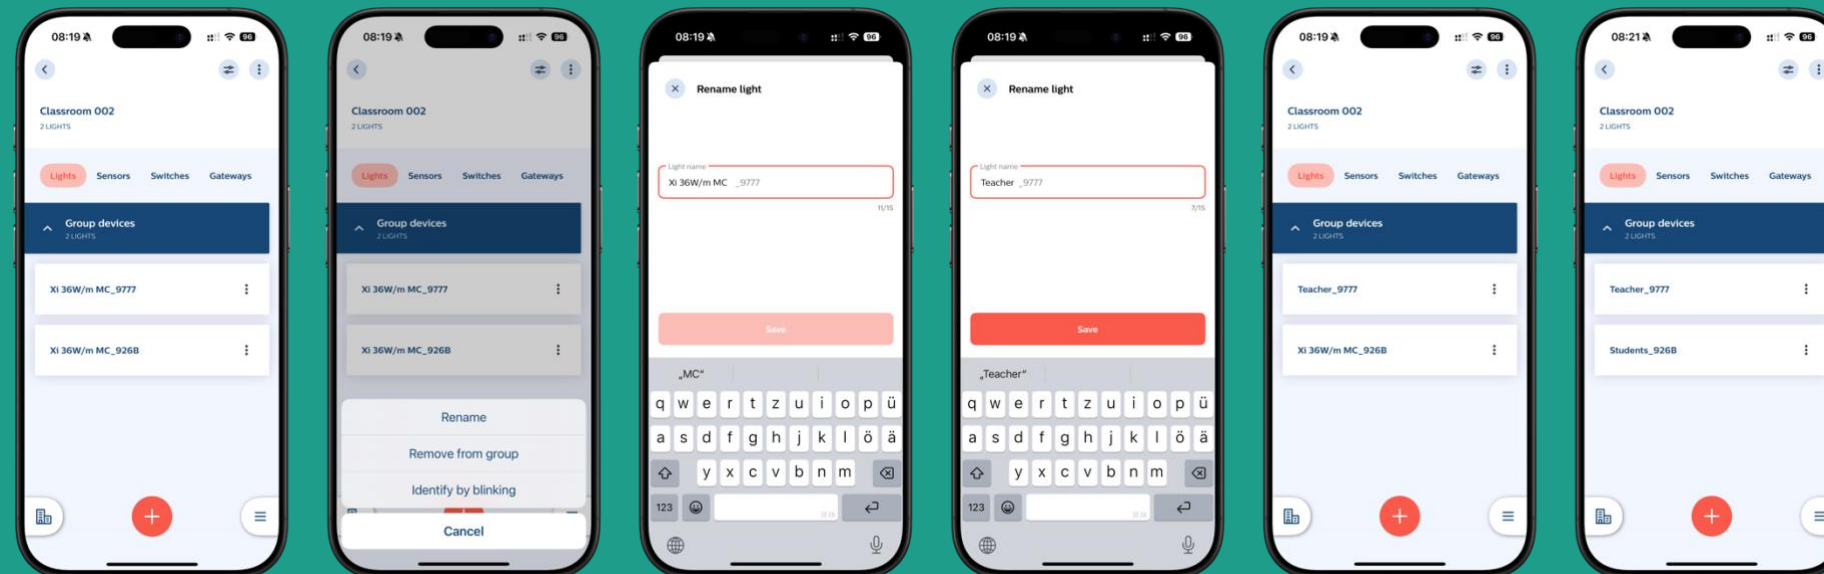 08:19
96
Classroom 002
2 LIGHTS
Lights Sensors Switches Gateways
Group devices
2 LIGHTS
Xi 36W/m MC_9777
Xi 36W/m MC_926B
08:19
96
Classroom 002
2 LIGHTS
Lights Sensors Switches Gateways
Group devices
2 LIGHTS
Xi 36W/m MC_9777
Xi 36W/m MC_926B
Rename
Remove from group
Identify by blinking
Cancel
08:19
96
Rename light
Light name
Xi 36W/m MC _9777
11/15
Save
„MC“
q w e r t z u i o p ü
a s d f g h j k l ö ä
y x c v b n m
123
08:19
96
Rename light
Light name
Teacher _9777
7/15
Save
„Teacher“
q w e r t z u i o p ü
a s d f g h j k l ö ä
y x c v b n m
123
08:19
96
Classroom 002
2 LIGHTS
Lights Sensors Switches Gateways
Group devices
2 LIGHTS
Teacher_9777
Xi 36W/m MC_926B
08:21
96
Classroom 002
2 LIGHTS
Lights Sensors Switches Gateways
Group devices
2 LIGHTS
Teacher_9777
Students_926B